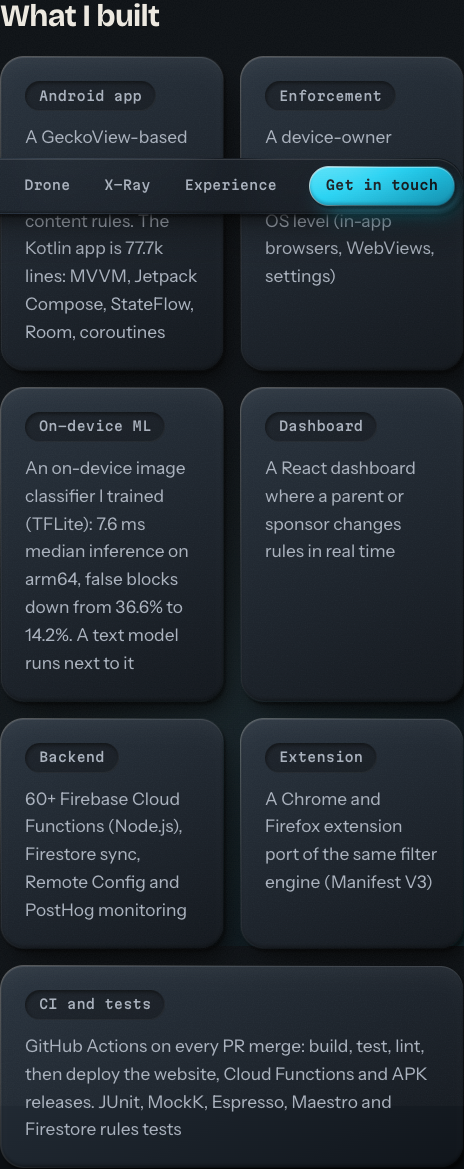 What I built
Android app
A GeckoView-based
Enforcement
A device-owner
Drone
X-Ray
Experience
Get in touch
content rules. The
Kotlin app is 77.7k
lines: MVVM, Jetpack
Compose, StateFlow,
Room, coroutines
OS level (in-app
browsers, WebViews,
settings)
On-device ML
An on-device image
classifier I trained
(TFLite): 7.6 ms
median inference on
arm64, false blocks
down from 36.6% to
14.2%. A text model
runs next to it
Dashboard
A React dashboard
where a parent or
sponsor changes
rules in real time
Backend
60+ Firebase Cloud
Functions (Node.js),
Firestore sync,
Remote Config and
PostHog monitoring
Extension
A Chrome and
Firefox extension
port of the same filter
engine (Manifest V3)
CI and tests
GitHub Actions on every PR merge: build, test, lint,
then deploy the website, Cloud Functions and APK
releases. JUnit, MockK, Espresso, Maestro and
Firestore rules tests